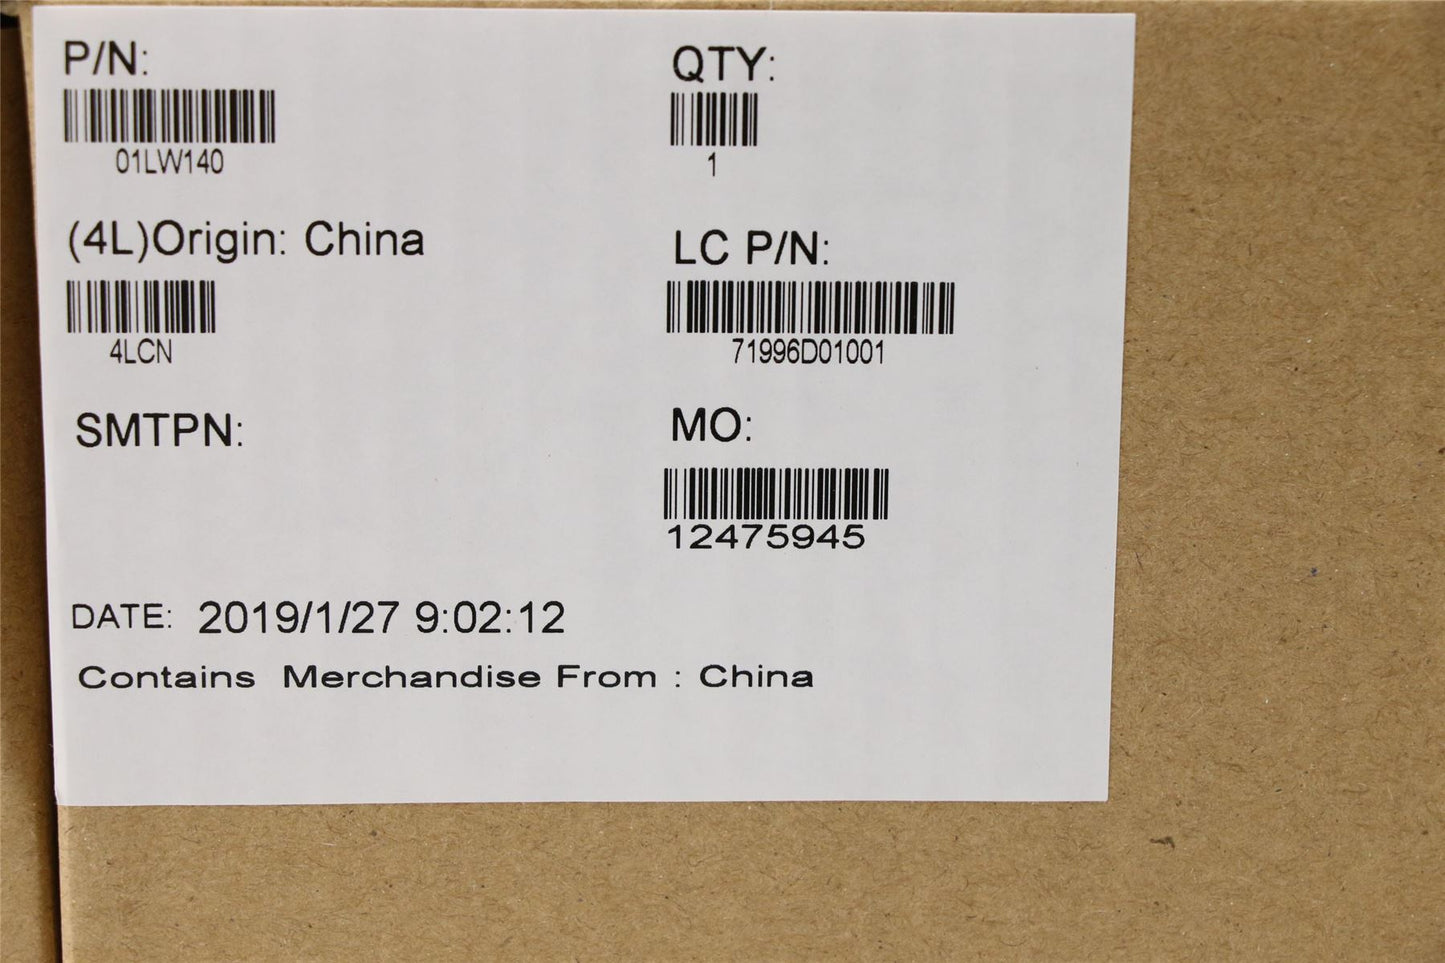 P/N:
01LW140
QTY:
1
(4L)Origin: China
4LCN
LC P/N:
71996D01001
SMTPN:
MO:
12475945
DATE: 2019/1/27 9:02:12
Contains Merchandise From : China